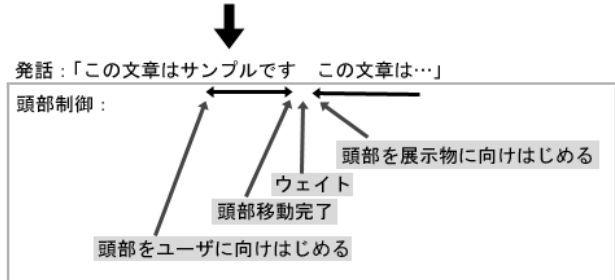 発話：「この文章はサンプルです　この文章は…」
頭部制御：
頭部を展示物に向けはじめる
ウェイト
頭部移動完了
頭部をユーザに向けはじめる